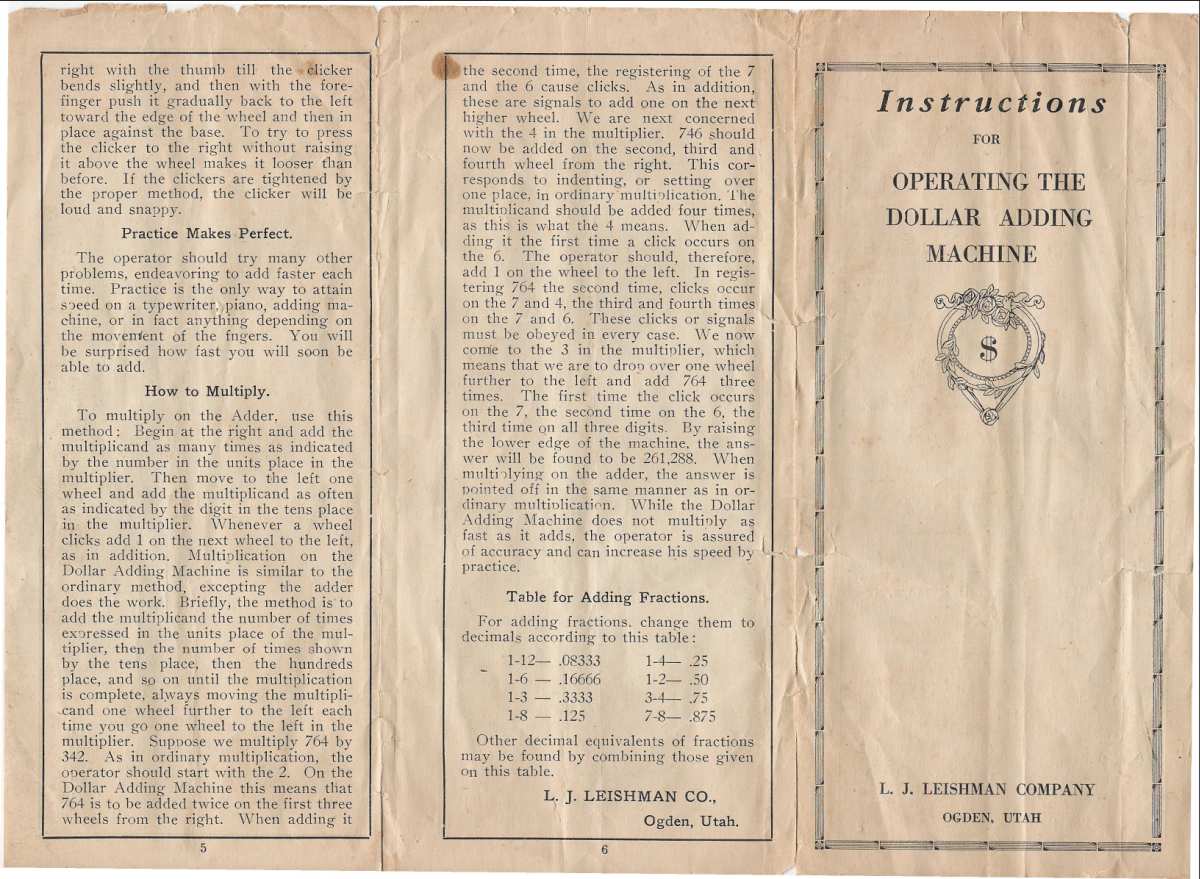 right with the thumb till the clicker
bends slightly, and then with the fore-
finger push it gradually back to the left
toward the edge of the wheel and then in
place against the base. To try to press
the clicker to the right without raising
it above the wheel makes it looser than
before. If the clickers are tightened by
the proper method, the clicker will be
loud and snappy.
Practice Makes Perfect.
The operator should try many other
problems, endeavoring to add faster each
time. Practice is the only way to attain
speed on a typewriter, piano, adding ma-
chine, or in fact anything depending on
the movement of the fngers. You will
be surprised how fast you will soon be
able to add.
How to Multiply.
To multiply on the Adder, use this
method: Begin at the right and add the
multiplicand as many times as indicated
by the number in the units place in the
multiplier. Then move to the left one
wheel and add the multiplicand as often
as indicated by the digit in the tens place
in the multiplier. Whenever a wheel
clicks add 1 on the next wheel to the left,
as in addition. Multiplication on the
Dollar Adding Machine is similar to the
ordinary method, excepting the adder
does the work. Briefly, the method is to
add the multiplicand the number of times
expressed in the units place of the mul-
tiplier, then the number of times shown
by the tens place, then the hundreds
place, and so on until the multiplication
is complete, always moving the multipli-
cand one wheel further to the left each
time you go one wheel to the left in the
multiplier. Suppose we multiply 764 by
342. As in ordinary multiplication, the
operator should start with the 2. On the
Dollar Adding Machine this means that
764 is to be added twice on the first three
wheels from the right. When adding it
5
the second time, the registering of the 7
and the 6 cause clicks. As in addition,
these are signals to add one on the next
higher wheel. We are next concerned
with the 4 in the multiplier. 746 should
now be added on the second, third and
fourth wheel from the right. This cor-
responds to indenting, or setting over
one place, in ordinary multiplication. The
multiplicand should be added four times,
as this is what the 4 means. When ad-
ding it the first time a click occurs on
the 6. The operator should, therefore,
add 1 on the wheel to the left. In regis-
tering 764 the second time, clicks occur
on the 7 and 4, the third and fourth times
on the 7 and 6. These clicks or signals
must be obeyed in every case. We now
come to the 3 in the multiplier, which
means that we are to drop over one wheel
further to the left and add 764 three
times. The first time the click occurs
on the 7, the second time on the 6, the
third time on all three digits. By raising
the lower edge of the machine, the ans-
wer will be found to be 261,288. When
multiplying on the adder, the answer is
pointed off in the same manner as in or-
dinary multiplication. While the Dollar
Adding Machine does not multiply as
fast as it adds, the operator is assured
of accuracy and can increase his speed by
practice.
Table for Adding Fractions.
For adding fractions. change them to
decimals according to this table:
1-12— .08333 1-4— .25
1-6 — .16666 1-2— .50
1-3 — .3333 3-4— .75
1-8 — .125 7-8— .875
Other decimal equivalents of fractions
may be found by combining those given
on this table.
L. J. LEISHMAN CO.,
Ogden, Utah.
6
Instructions
FOR
OPERATING THE
DOLLAR ADDING
MACHINE
$
L. J. LEISHMAN COMPANY
OGDEN, UTAH